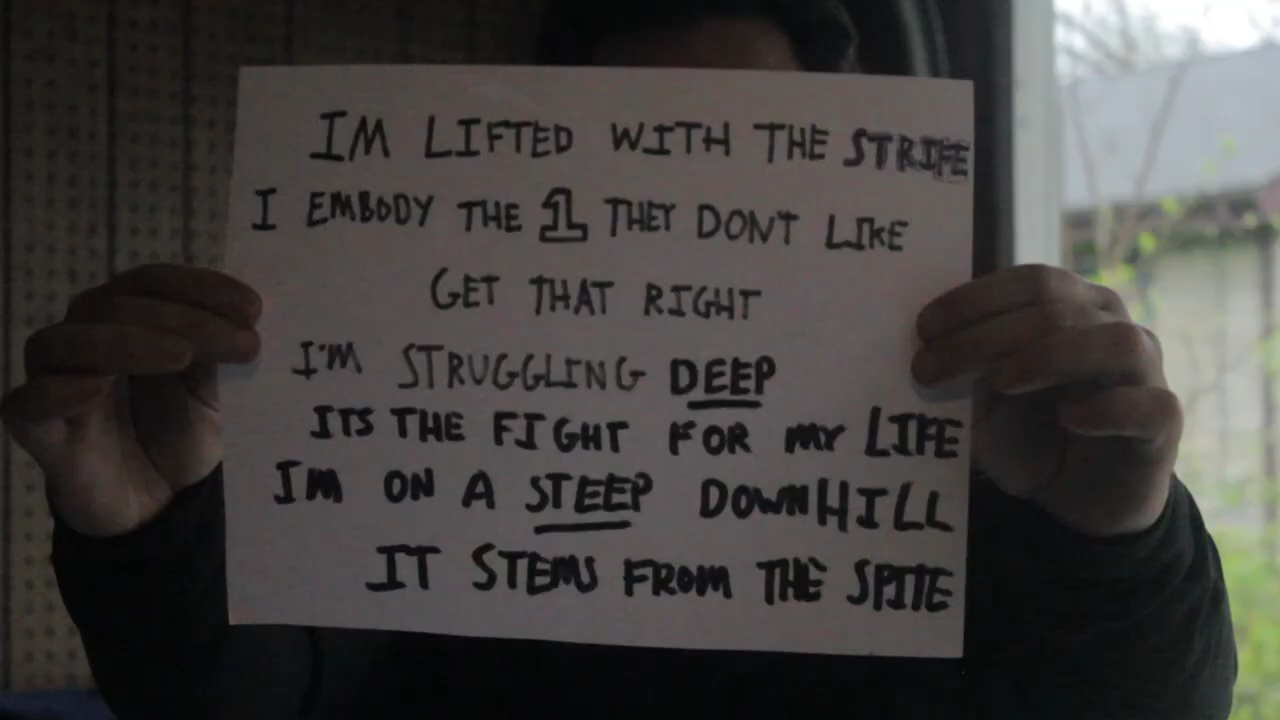 IM LIFTED WITH THE STRIFE
I EMBODY THE 1 THEY DON'T LIKE
GET THAT RIGHT
I'M STRUGGLING DEEP
ITS THE FIGHT FOR MY LIFE
IM ON A STEEP DOWNHILL
IT STEMS FROM THE SPITE